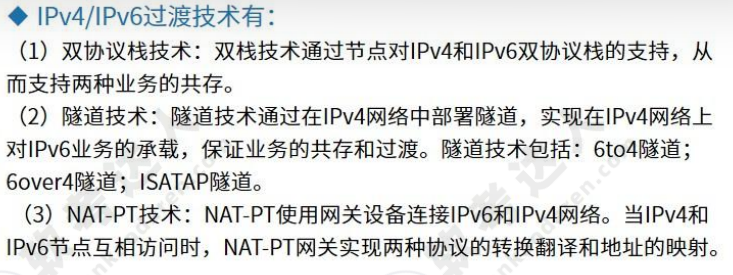 ◆ IPv4/IPv6过渡技术有：
（1）双协议栈技术：双栈技术通过节点对IPv4和IPv6双协议栈的支持，从
而支持两种业务的共存。
（2）隧道技术：隧道技术通过在IPv4网络中部署隧道，实现在IPv4网络上
对IPv6业务的承载，保证业务的共存和过渡。隧道技术包括：6to4隧道；
6over4隧道；ISATAP隧道。
（3）NAT-PT技术：NAT-PT使用网关设备连接IPv6和IPv4网络。当IPv4和
IPv6节点互相访问时，NAT-PT网关实现两种协议的转换翻译和地址的映射。